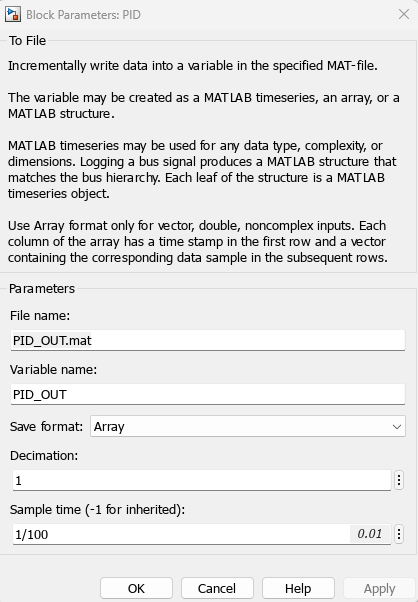 Block Parameters: PID
To File
Incrementally write data into a variable in the specified MAT-file.
The variable may be created as a MATLAB timeseries, an array, or a
MATLAB structure.
MATLAB timeseries may be used for any data type, complexity, or
dimensions. Logging a bus signal produces a MATLAB structure that
matches the bus hierarchy. Each leaf of the structure is a MATLAB
timeseries object.
Use Array format only for vector, double, noncomplex inputs. Each
column of the array has a time stamp in the first row and a vector
containing the corresponding data sample in the subsequent rows.
Parameters
File name:
PID_OUT.mat
Variable name:
PID_OUT
Save format: Array
Decimation:
1
Sample time (-1 for inherited):
1/100 0.01
OK Cancel Help Apply